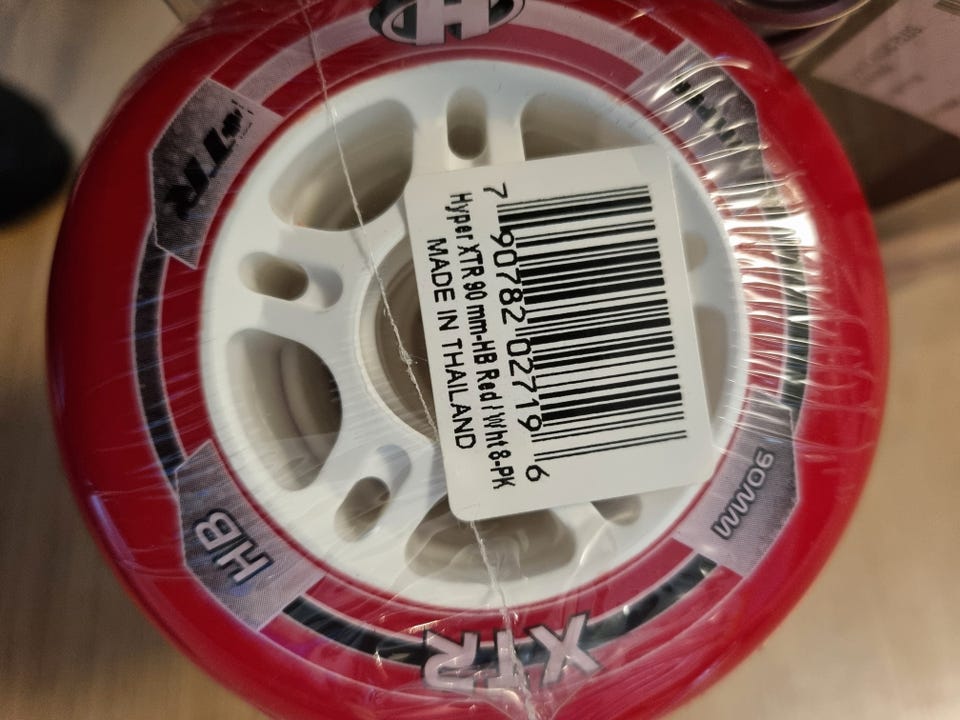 H
XTR
7 90782 02719 6
Hyper XTR 90 mm-HB Red / Wht 8-PK
MADE IN THAILAND
90MM
HB
XTR